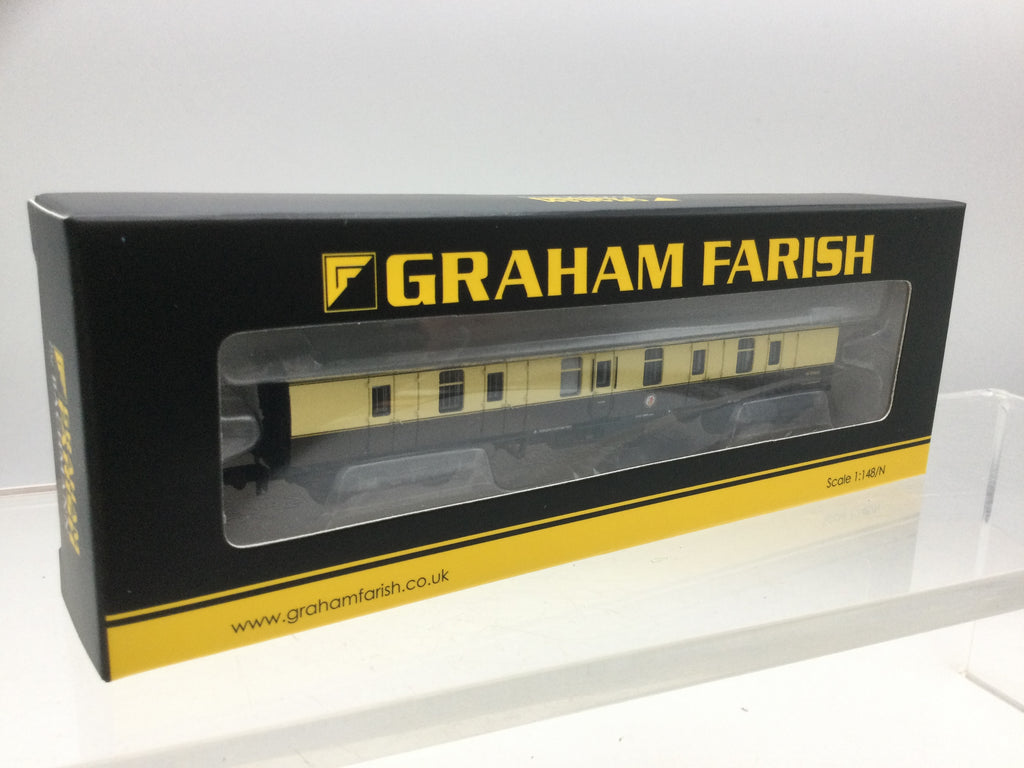 GRAHAM FARISH
Scale 1:148/N
www.grahamfarish.co.uk